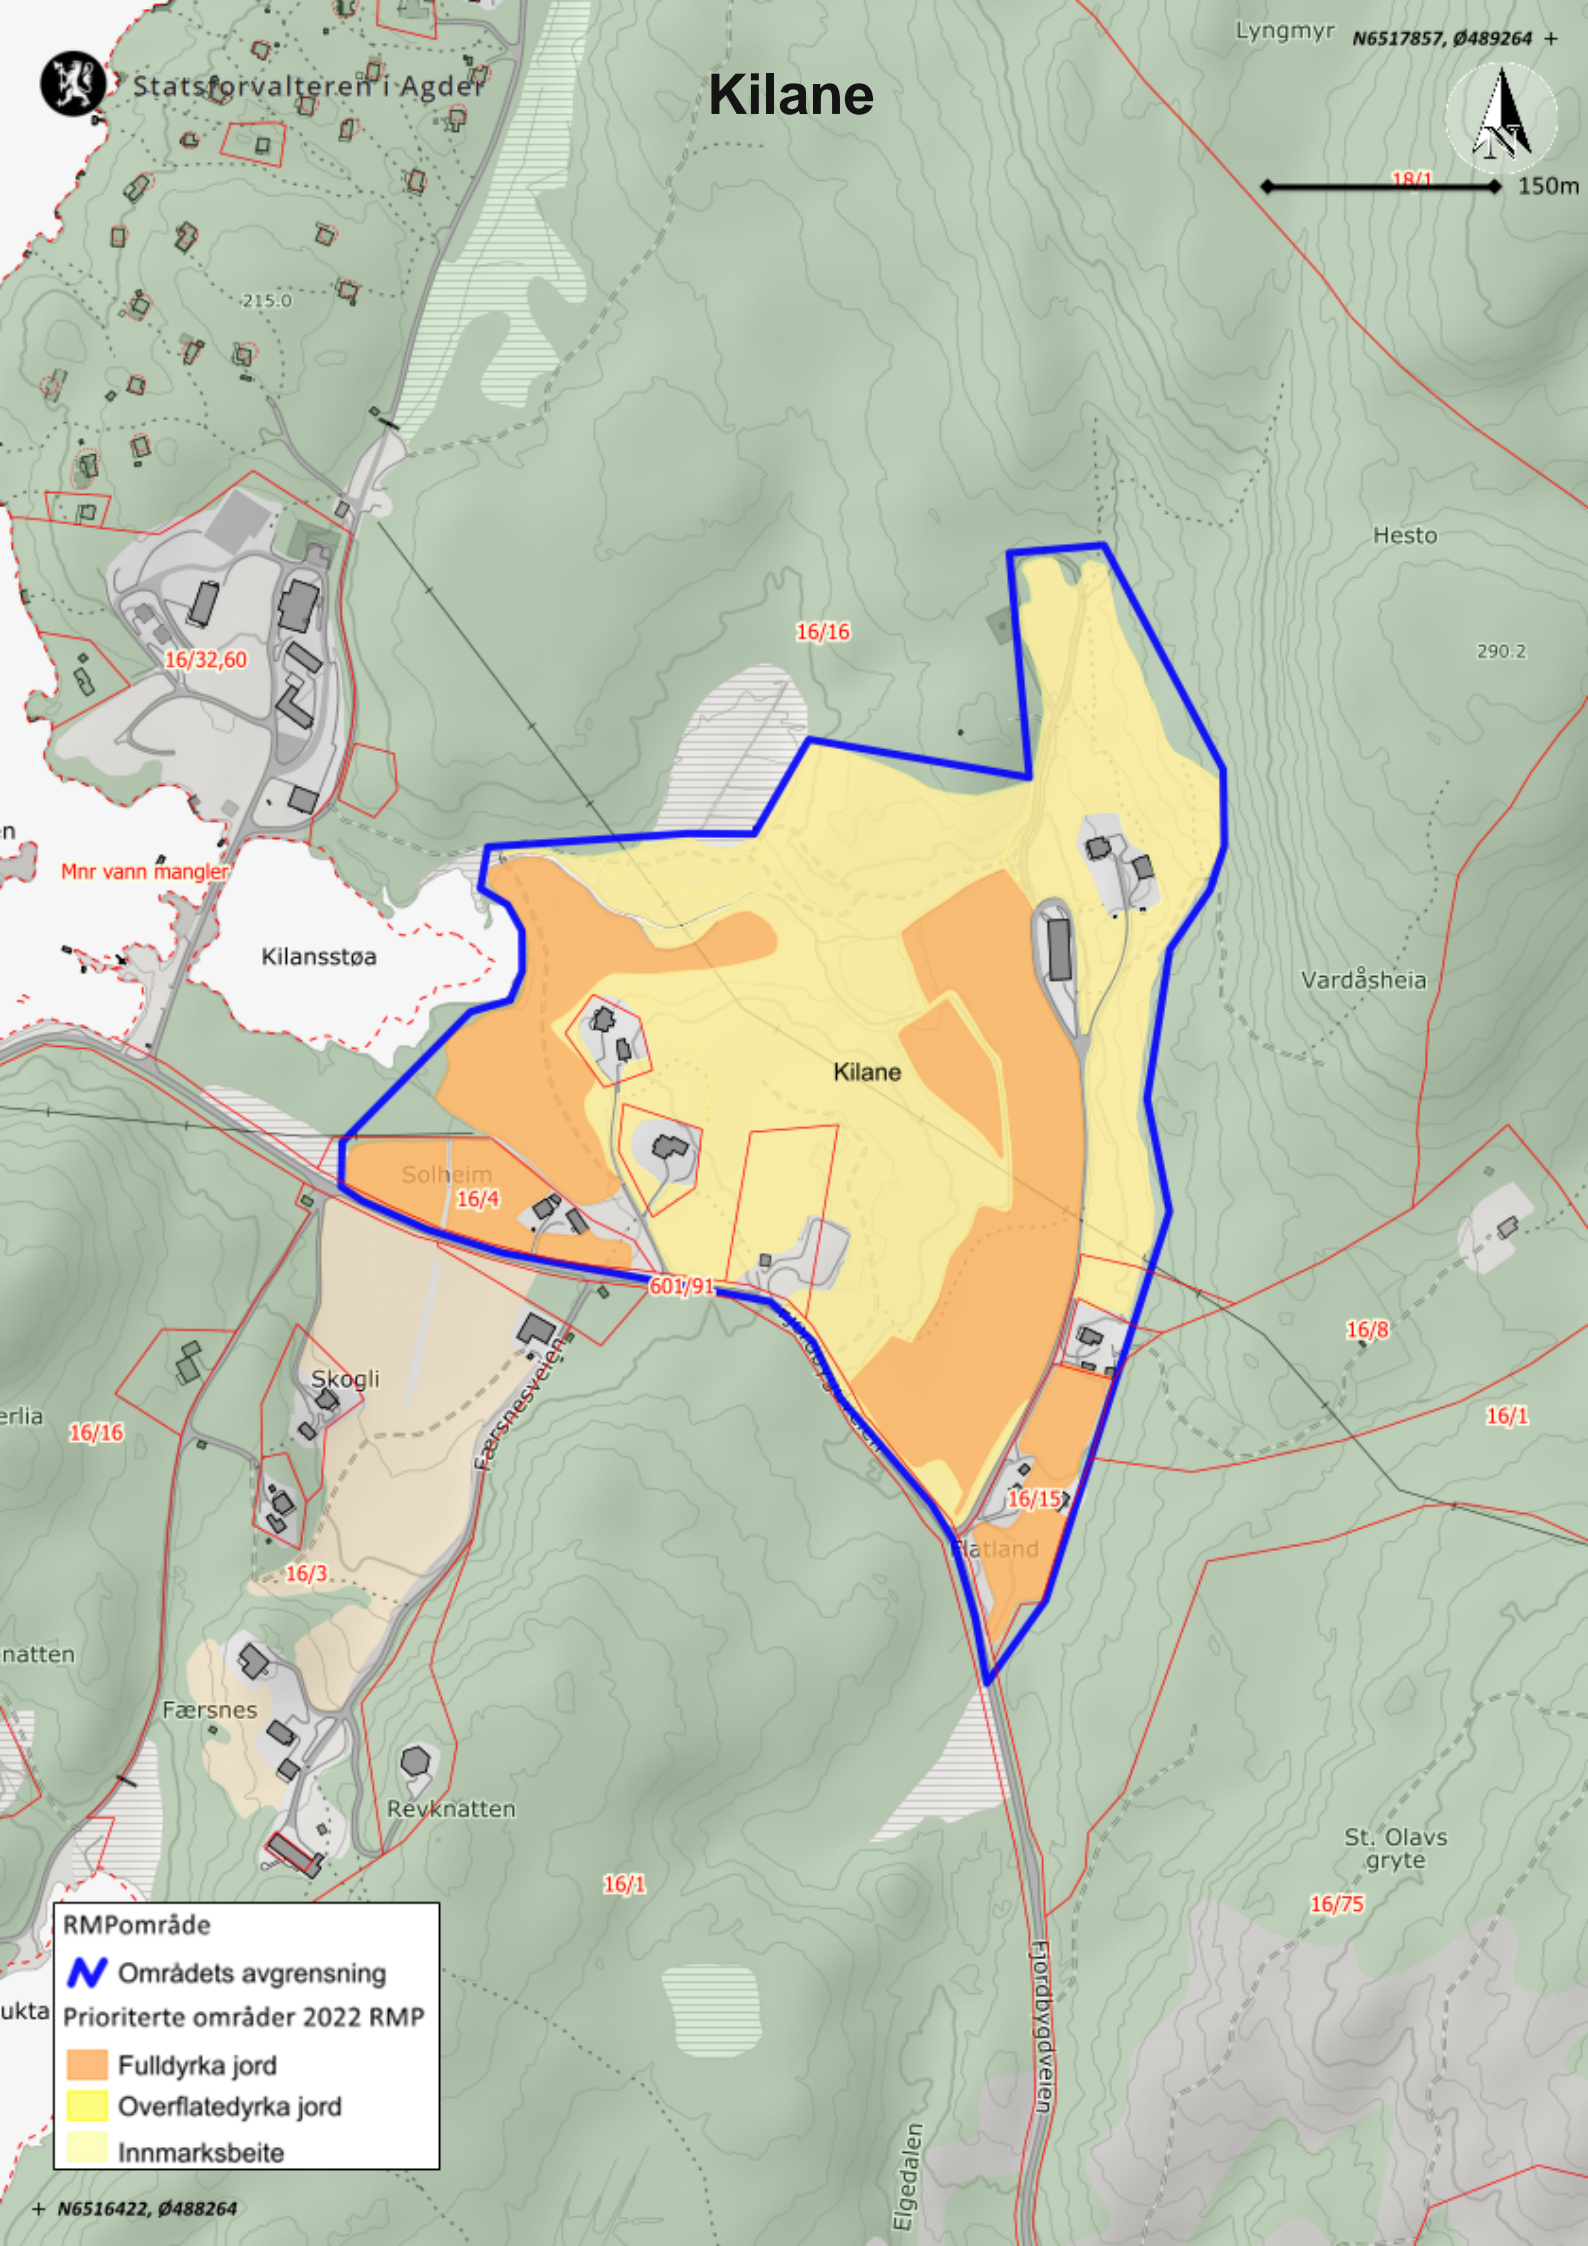 Lyngmyr
N6517857, Ø489264
Statsforvalteren i Agder
Kilane
18/1
150m
215.0
Hesto
16/16
290.2
16/32,60
n
Mnr vann mangler
Kilansstøa
Vardåsheia
Kilane
Solheim
16/4
601/91
Fjordbygdveien
16/8
Færsnesveien
Skogli
erlia
16/16
16/1
16/15
Flatland
16/3
natten
Færsnes
Revknatten
St. Olavs
gryte
16/1
16/75
Fjordbygdveien
ukta
Elgedalen
RMPområde
Områdets avgrensning
Prioriterte områder 2022 RMP
Fulldyrka jord
Overflatedyrka jord
Innmarksbeite
N6516422, Ø488264